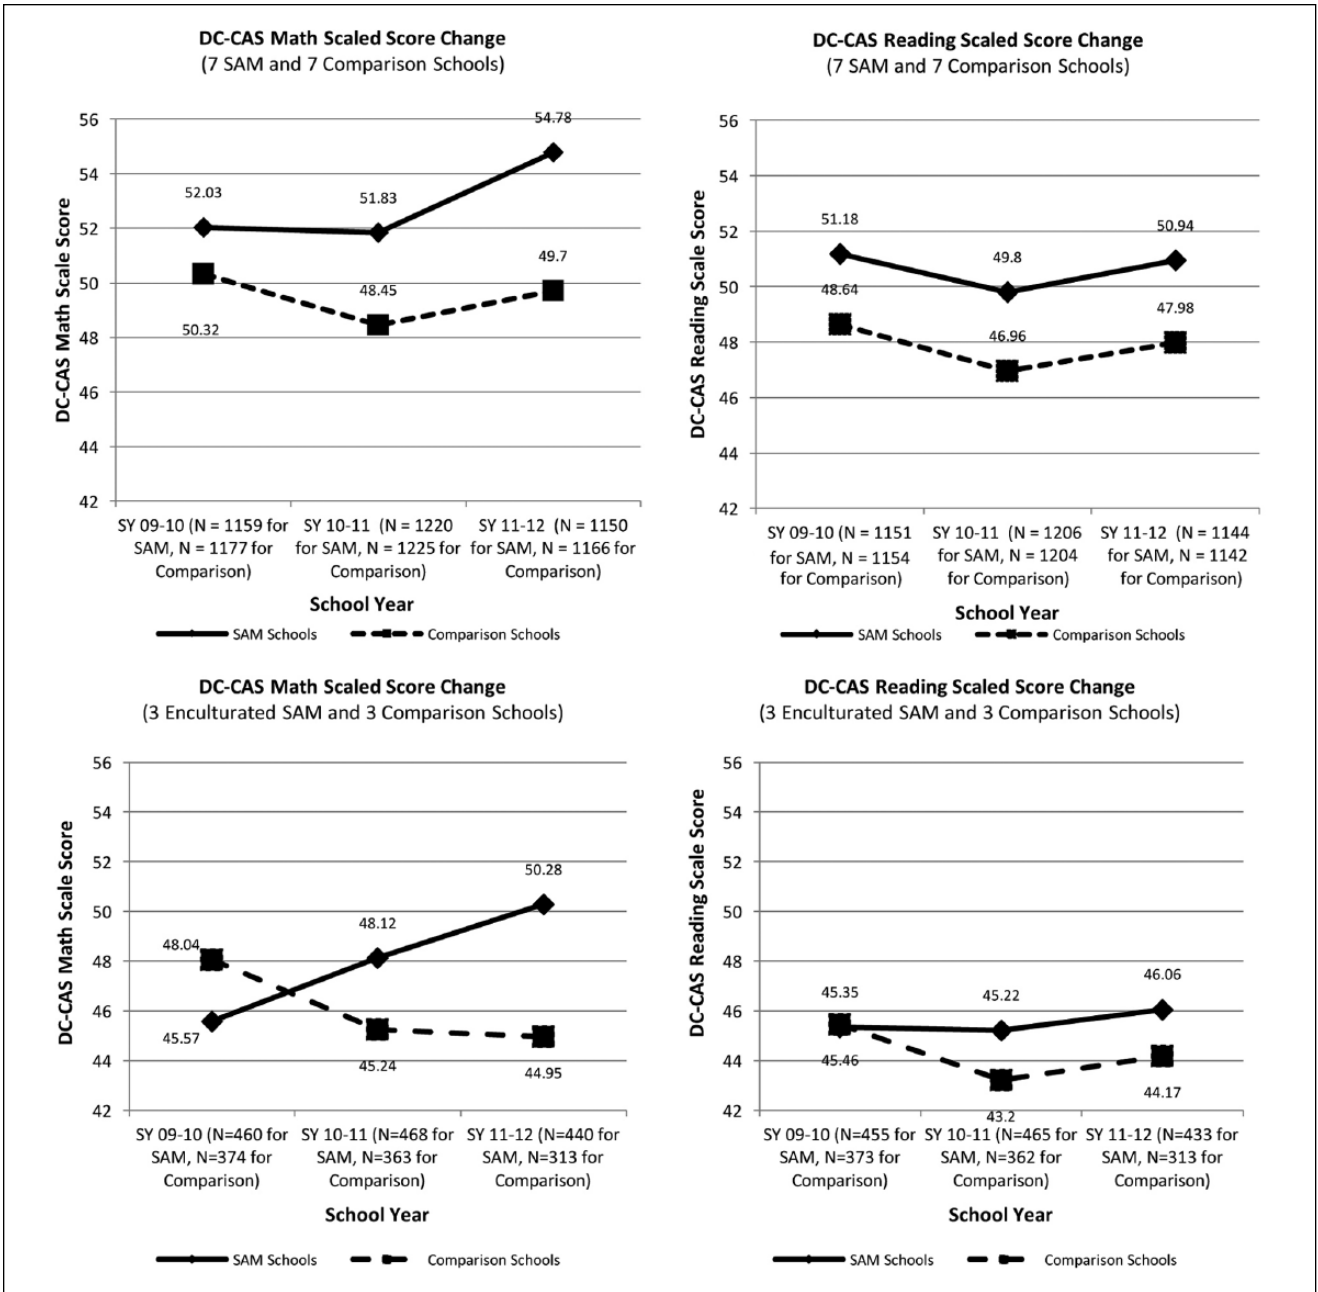 DC-CAS Math Scaled Score Change
(7 SAM and 7 Comparison Schools)
56
54
52
50
48
46
44
42
DC-CAS Math Scale Score
52.03
51.83
54.78
50.32
48.45
49.7
SY 09-10 (N = 1159 for
SAM, N = 1177 for
Comparison)
SY 10-11 (N = 1220
for SAM, N = 1225 for
Comparison)
SY 11-12 (N = 1150
for SAM, N = 1166 for
Comparison)
School Year
SAM Schools
Comparison Schools
DC-CAS Reading Scaled Score Change
(7 SAM and 7 Comparison Schools)
56
54
52
50
48
46
44
42
DC-CAS Reading Scale Score
51.18
49.8
50.94
48.64
46.96
47.98
SY 09-10 (N = 1151
for SAM, N = 1154
for Comparison)
SY 10-11 (N = 1206
for SAM, N = 1204
for Comparison)
SY 11-12 (N = 1144
for SAM, N = 1142
for Comparison)
School Year
SAM Schools
Comparison Schools
DC-CAS Math Scaled Score Change
(3 Enculturated SAM and 3 Comparison Schools)
56
54
52
50
48
46
44
42
DC-CAS Math Scale Score
48.04
48.12
50.28
45.57
45.24
44.95
SY 09-10 (N=460 for
SAM, N=374 for
Comparison)
SY 10-11 (N=468 for
SAM, N=363 for
Comparison)
SY 11-12 (N=440 for
SAM, N=313 for
Comparison)
School Year
SAM Schools
Comparison Schools
DC-CAS Reading Scaled Score Change
(3 Enculturated SAM and 3 Comparison Schools)
56
54
52
50
48
46
44
42
DC-CAS Reading Scale Score
45.35
45.22
46.06
45.46
43.2
44.17
SY 09-10 (N=455 for
SAM, N=373 for
Comparison)
SY 10-11 (N=465 for
SAM, N=362 for
Comparison)
SY 11-12 (N=433 for
SAM, N=313 for
Comparison)
School Year
SAM Schools
Comparison Schools